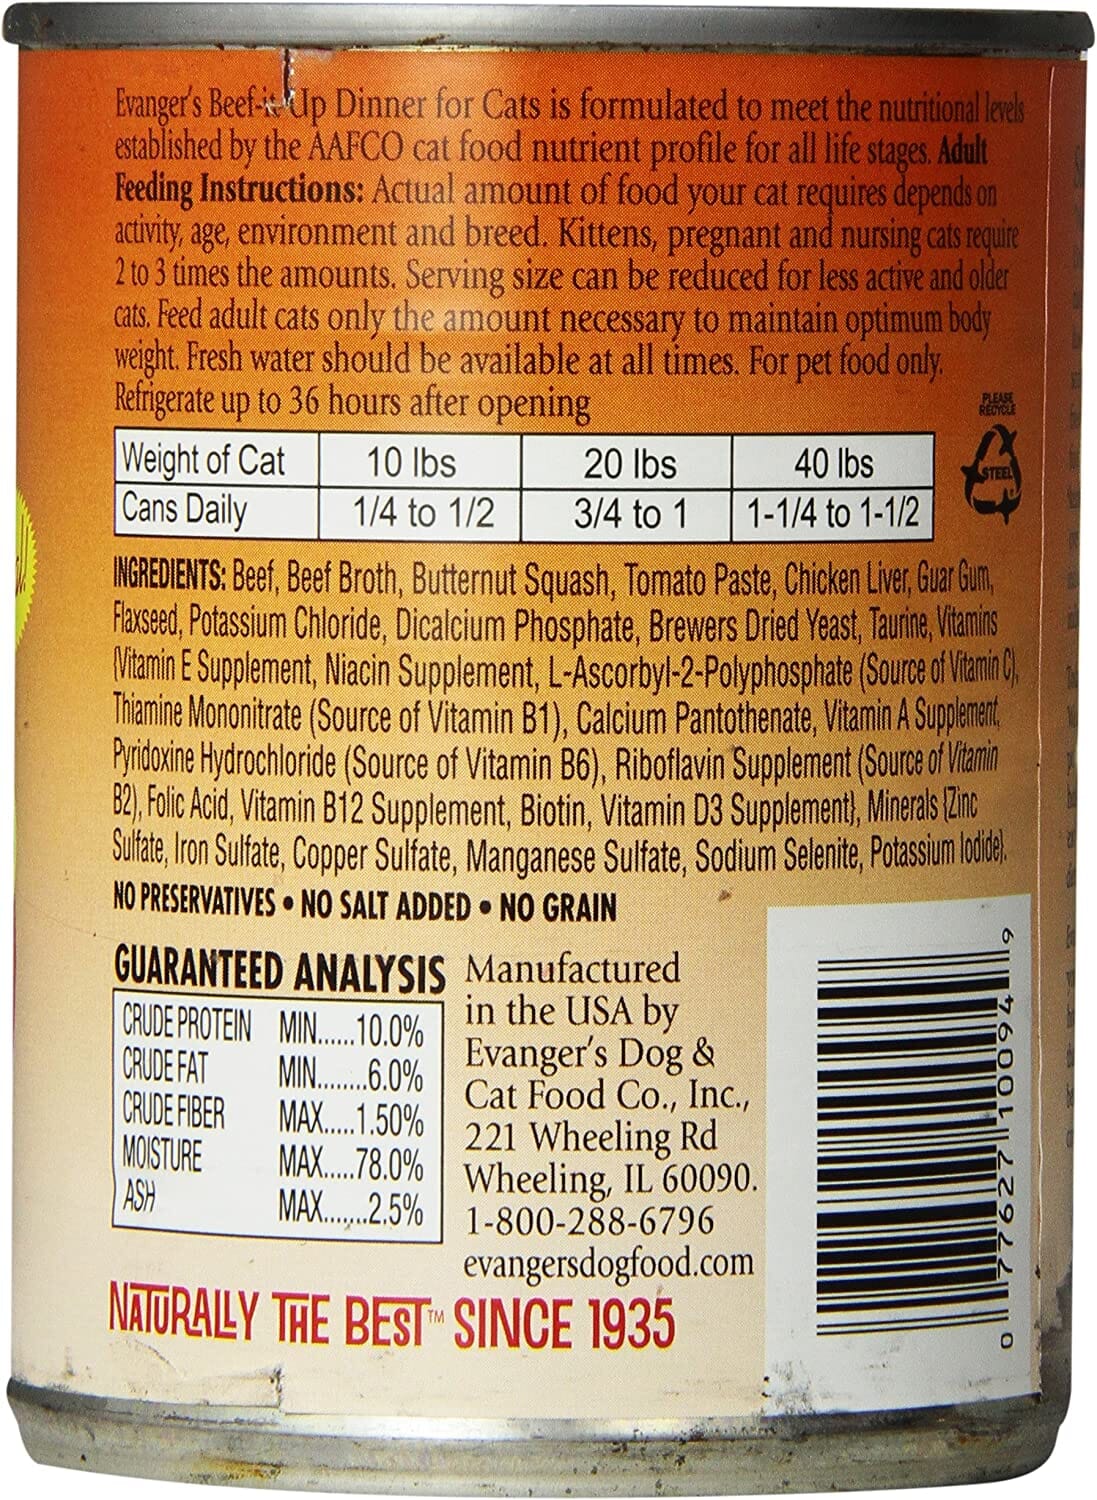 Evanger's Beef-it-Up Dinner for Cats is formulated to meet the nutritional levels
established by the AAFCO cat food nutrient profile for all life stages. Adult
Feeding Instructions: Actual amount of food your cat requires depends on
activity, age, environment and breed. Kittens, pregnant and nursing cats require
2 to 3 times the amounts. Serving size can be reduced for less active and older
cats. Feed adult cats only the amount necessary to maintain optimum body
weight. Fresh water should be available at all times. For pet food only.
Refrigerate up to 36 hours after opening
PLEASE
RECYCLE
STEEL
Weight of Cat 10 lbs 20 lbs 40 lbs
Cans Daily 1/4 to 1/2 3/4 to 1 1-1/4 to 1-1/2
INGREDIENTS: Beef, Beef Broth, Butternut Squash, Tomato Paste, Chicken Liver, Guar Gum,
Flaxseed, Potassium Chloride, Dicalcium Phosphate, Brewers Dried Yeast, Taurine, Vitamins
{Vitamin E Supplement, Niacin Supplement, L-Ascorbyl-2-Polyphosphate (Source of Vitamin C),
Thiamine Mononitrate (Source of Vitamin B1), Calcium Pantothenate, Vitamin A Supplement,
Pyridoxine Hydrochloride (Source of Vitamin B6), Riboflavin Supplement (Source of Vitamin
B2), Folic Acid, Vitamin B12 Supplement, Biotin, Vitamin D3 Supplement}, Minerals {Zinc
Sulfate, Iron Sulfate, Copper Sulfate, Manganese Sulfate, Sodium Selenite, Potassium Iodide}.
NO PRESERVATIVES • NO SALT ADDED • NO GRAIN
GUARANTEED ANALYSIS
CRUDE PROTEIN MIN......10.0%
CRUDE FAT MIN........6.0%
CRUDE FIBER MAX.....1.50%
MOISTURE MAX.....78.0%
ASH MAX.......2.5%
Manufactured
in the USA by
Evanger's Dog &
Cat Food Co., Inc.,
221 Wheeling Rd
Wheeling, IL 60090.
1-800-288-6796
evangersdogfood.com
0 77627 10094 9
NATURALLY THE BEST™ SINCE 1935